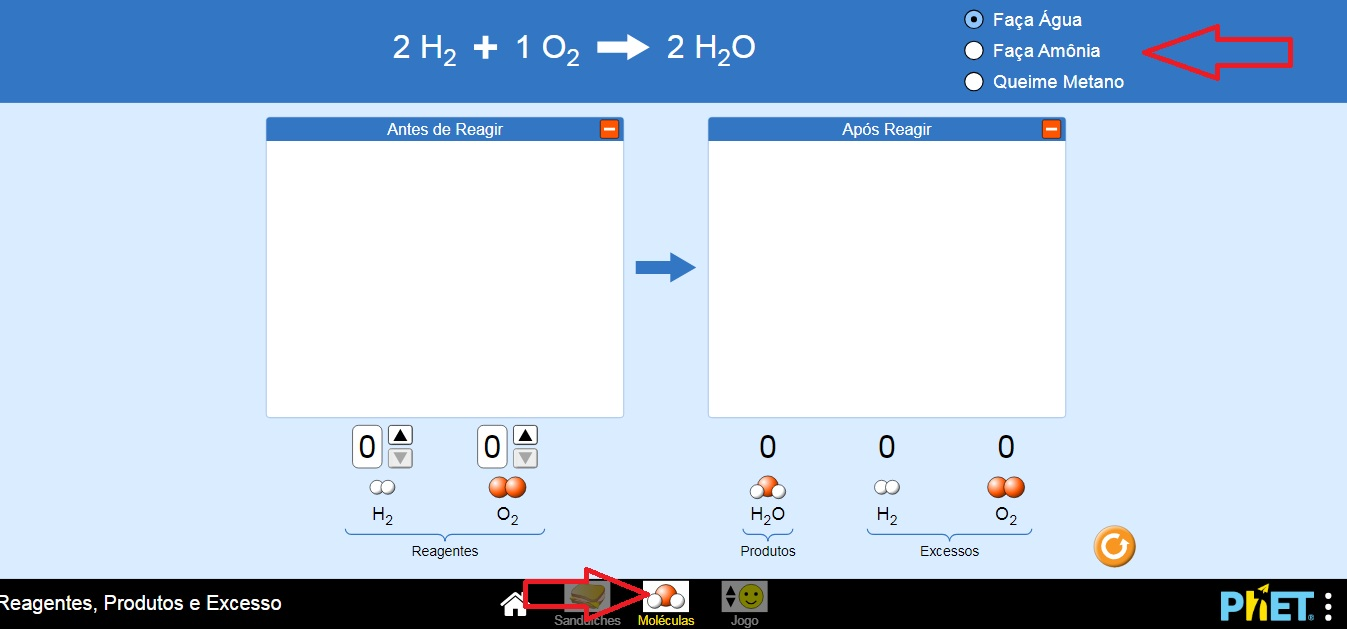 2 H2 + 1 O2 → 2 H2O
Faça Água
Faça Amônia
Queime Metano
Antes de Reagir
Após Reagir
0 0 0 0 0
H2 O2 H2O H2 O2
Reagentes Produtos Excessos
Reagentes, Produtos e Excesso
Sanduíches Moléculas Jogo
PhET